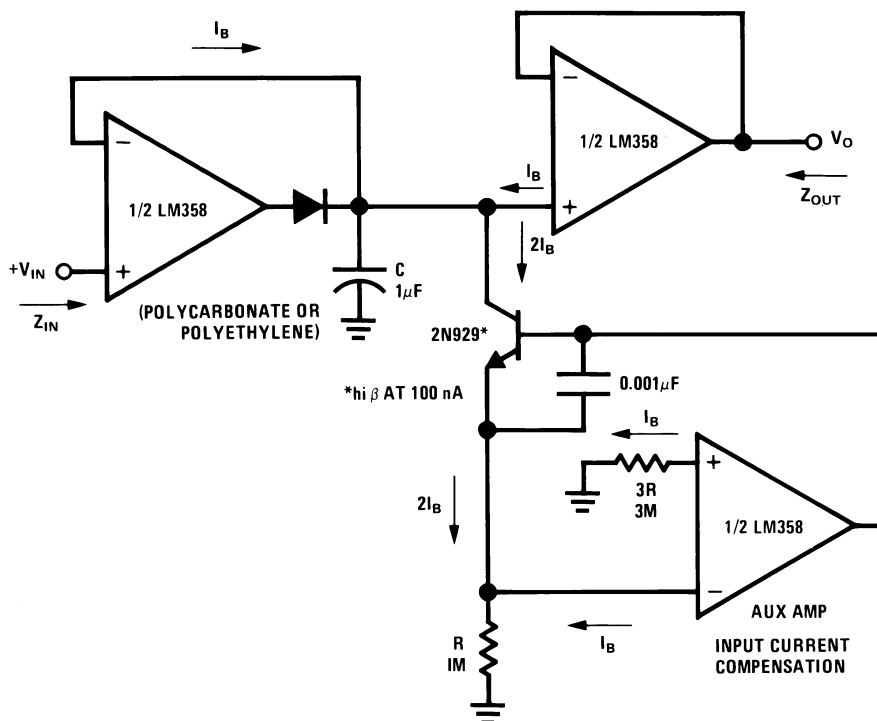 I_B
−
1/2 LM358
+V_IN
+
Z_IN
C
1μF
(POLYCARBONATE OR
POLYETHYLENE)
−
1/2 LM358
+
I_B
V_O
Z_OUT
2I_B
2N929*
*hi β AT 100 nA
0.001μF
I_B
3R
3M
+
1/2 LM358
−
2I_B
I_B
R
IM
AUX AMP
INPUT CURRENT
COMPENSATION